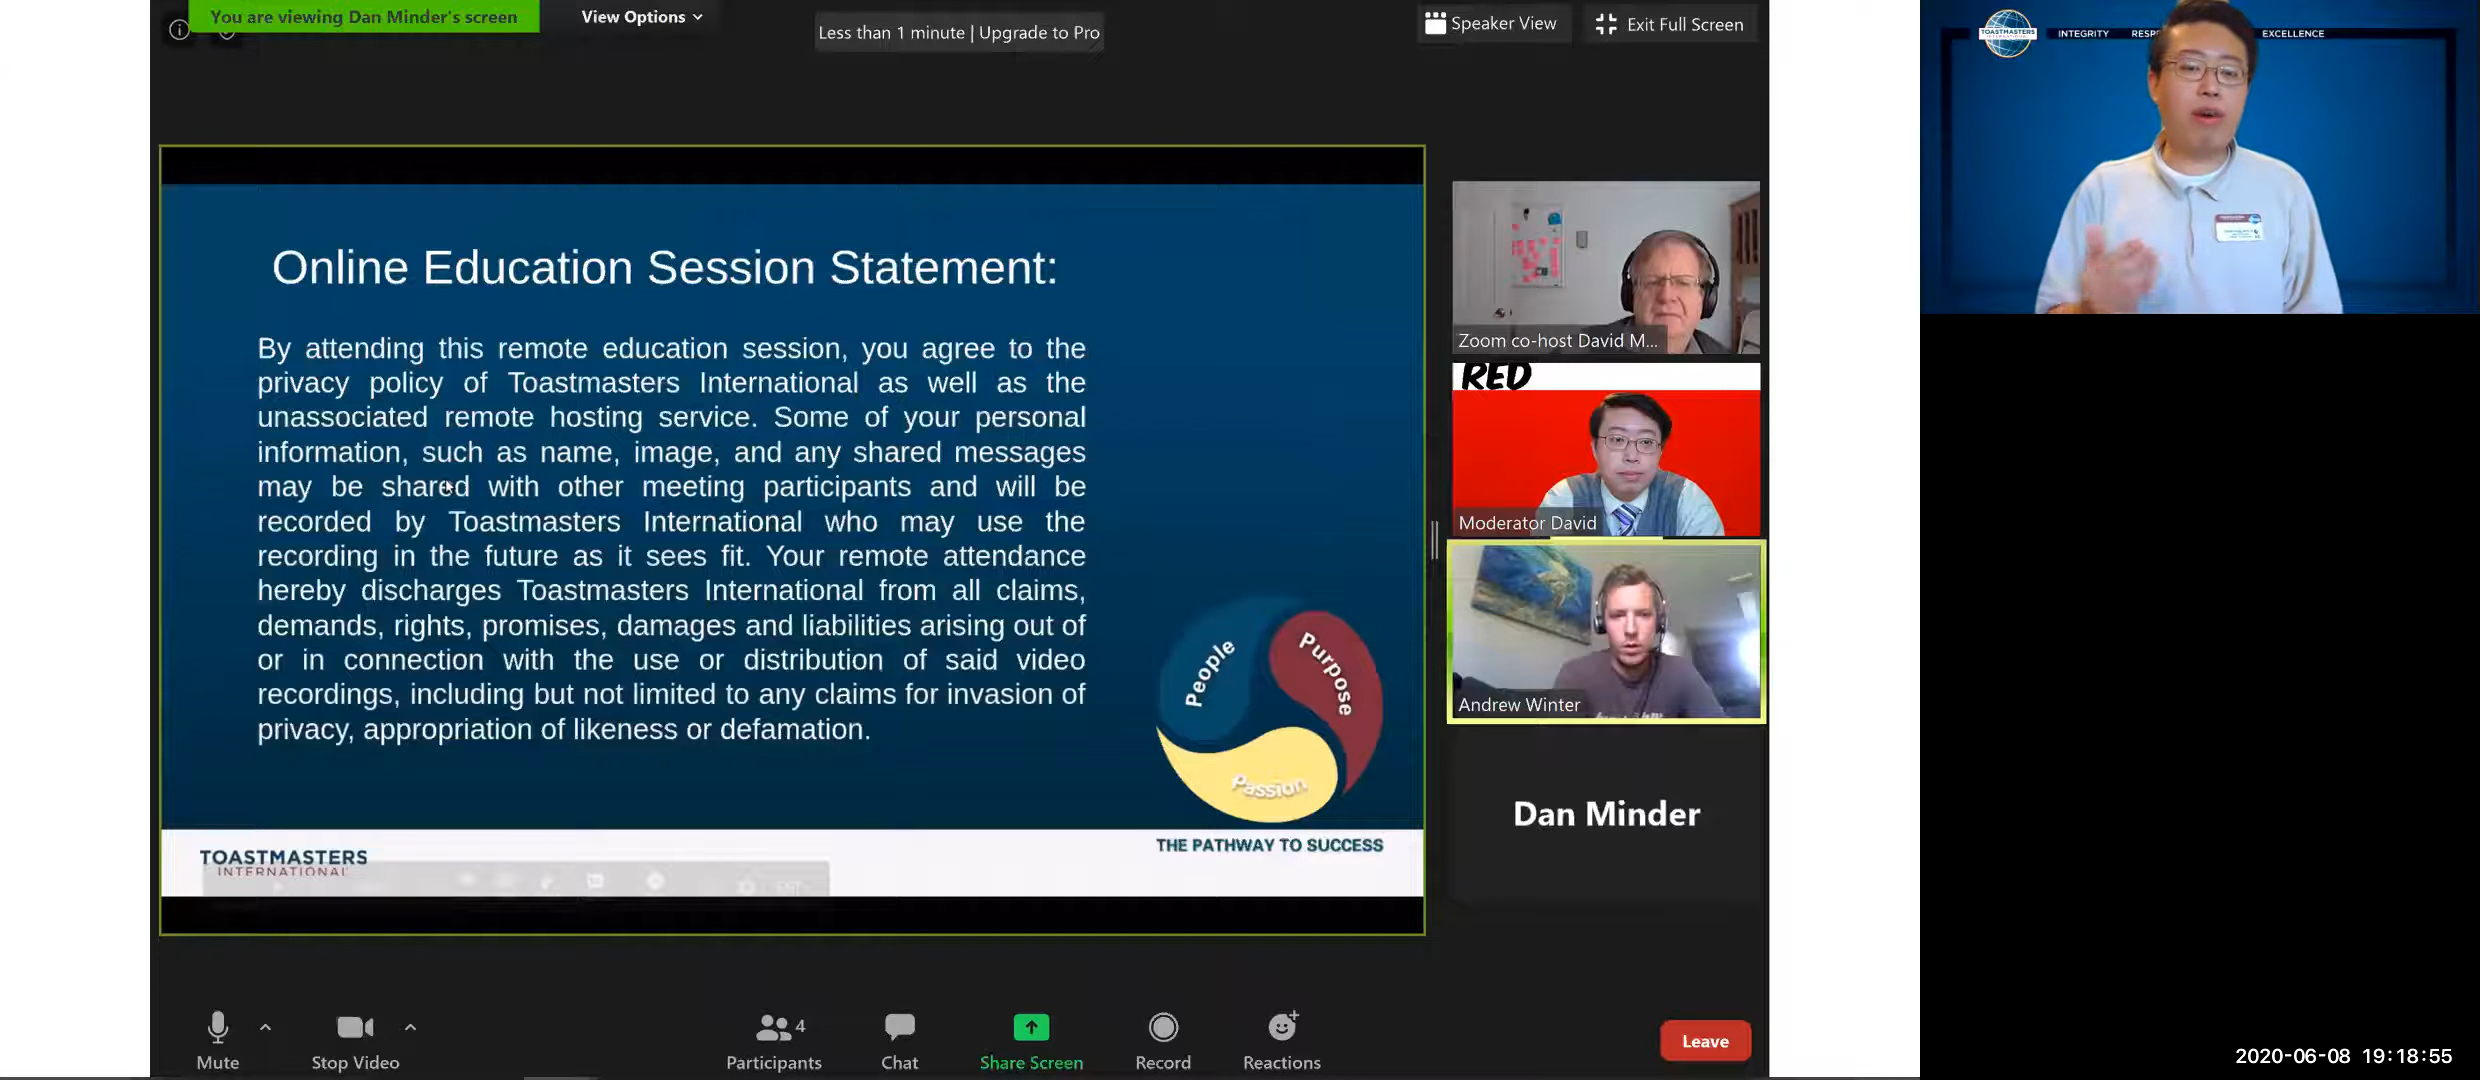 You are viewing Dan Minder's screen
View Options
Less than 1 minute | Upgrade to Pro
Speaker View
Exit Full Screen
TOASTMASTERS
INTEGRITY
EXCELLENCE
Online Education Session Statement:
By attending this remote education session, you agree to the
privacy policy of Toastmasters International as well as the
unassociated remote hosting service. Some of your personal
information, such as name, image, and any shared messages
may be shared with other meeting participants and will be
recorded by Toastmasters International who may use the
recording in the future as it sees fit. Your remote attendance
hereby discharges Toastmasters International from all claims,
demands, rights, promises, damages and liabilities arising out of
or in connection with the use or distribution of said video
recordings, including but not limited to any claims for invasion of
privacy, appropriation of likeness or defamation.
People
Purpose
Passion
THE PATHWAY TO SUCCESS
TOASTMASTERS
INTERNATIONAL
EXIT
Zoom co-host David M...
RED
Moderator David
Andrew Winter
Dan Minder
Mute
Stop Video
4
Participants
Chat
Share Screen
Record
Reactions
Leave
2020-06-08 19:18:55